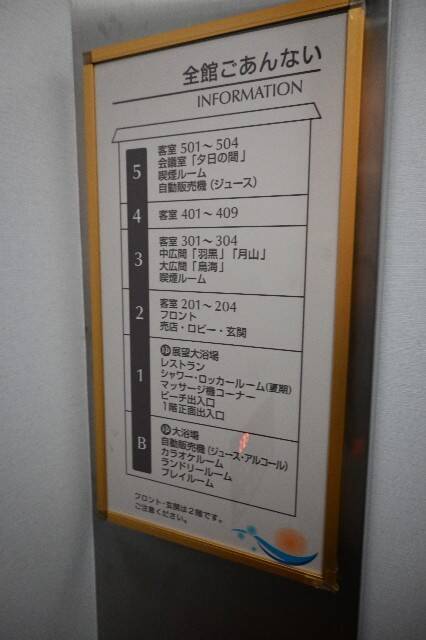 全館ごあんない
INFORMATION
5
客室 501～504
会議室「夕日の間」
喫煙ルーム
自動販売機（ジュース）
4
客室 401～409
3
客室 301～304
中広間「羽黒」「月山」
大広間「鳥海」
喫煙ルーム
2
客室 201～204
フロント
売店・ロビー・玄関
1
展望大浴場
レストラン
シャワー・ロッカールーム（夏期）
マッサージ機コーナー
ビーチ出入口
1階正面出入口
B
大浴場
自動販売機（ジュース・アルコール）
カラオケルーム
ランドリールーム
プレイルーム
フロント・玄関は2階です。
ご注意ください。